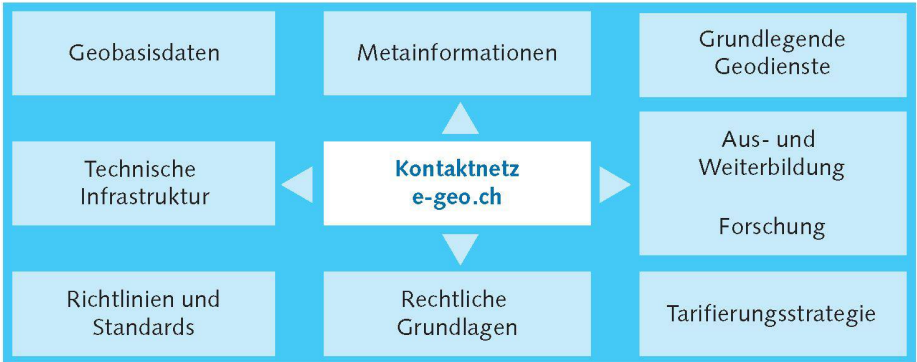 Geobasisdaten
Metainformationen
Grundlegende
Geodienste
Technische
Infrastruktur
Kontaktnetz
e-geo.ch
Aus- und
Weiterbildung
Forschung
Richtlinien und
Standards
Rechtliche
Grundlagen
Tarifierungsstrategie